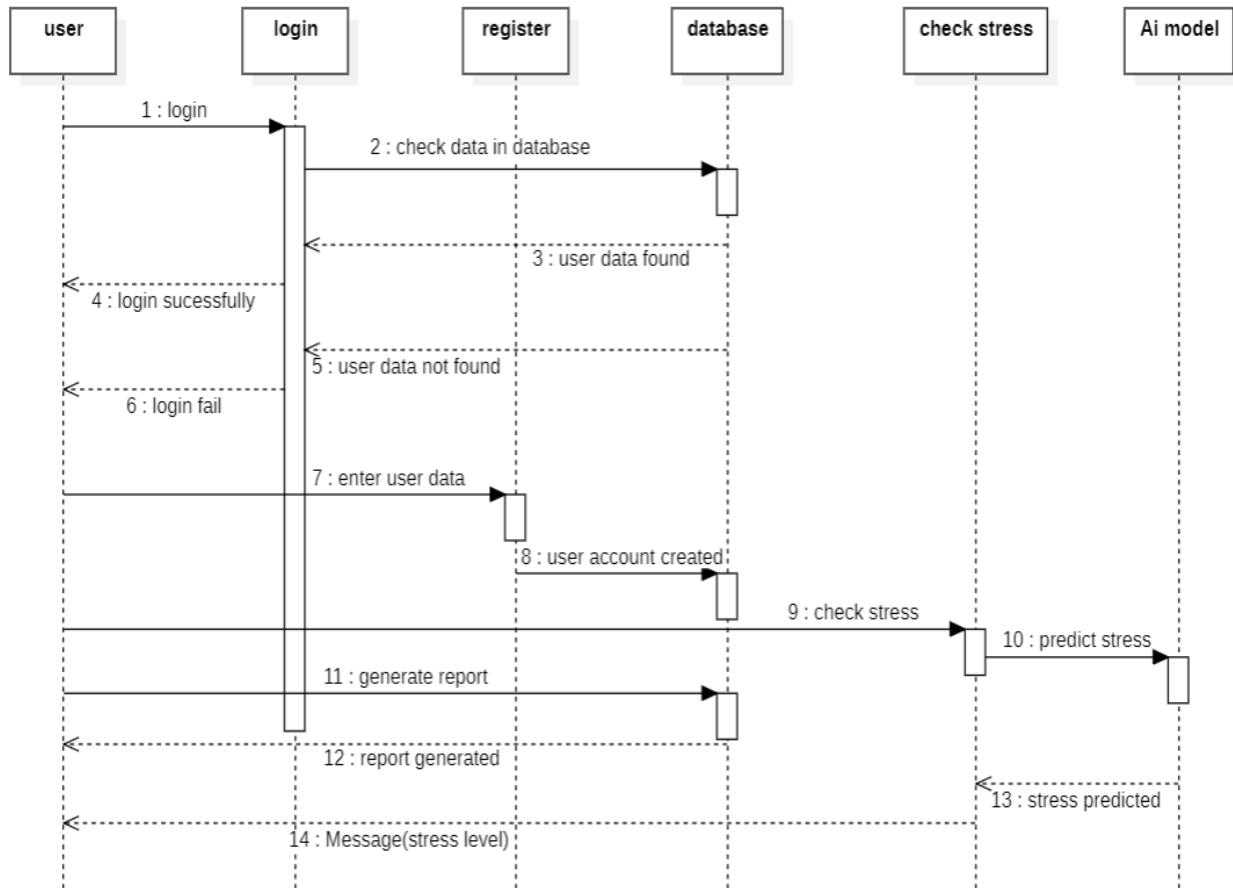 user
login
register
database
check stress
Ai model
1 : login
2 : check data in database
3 : user data found
4 : login sucessfully
5 : user data not found
6 : login fail
7 : enter user data
8 : user account created
9 : check stress
10 : predict stress
11 : generate report
12 : report generated
13 : stress predicted
14 : Message(stress level)